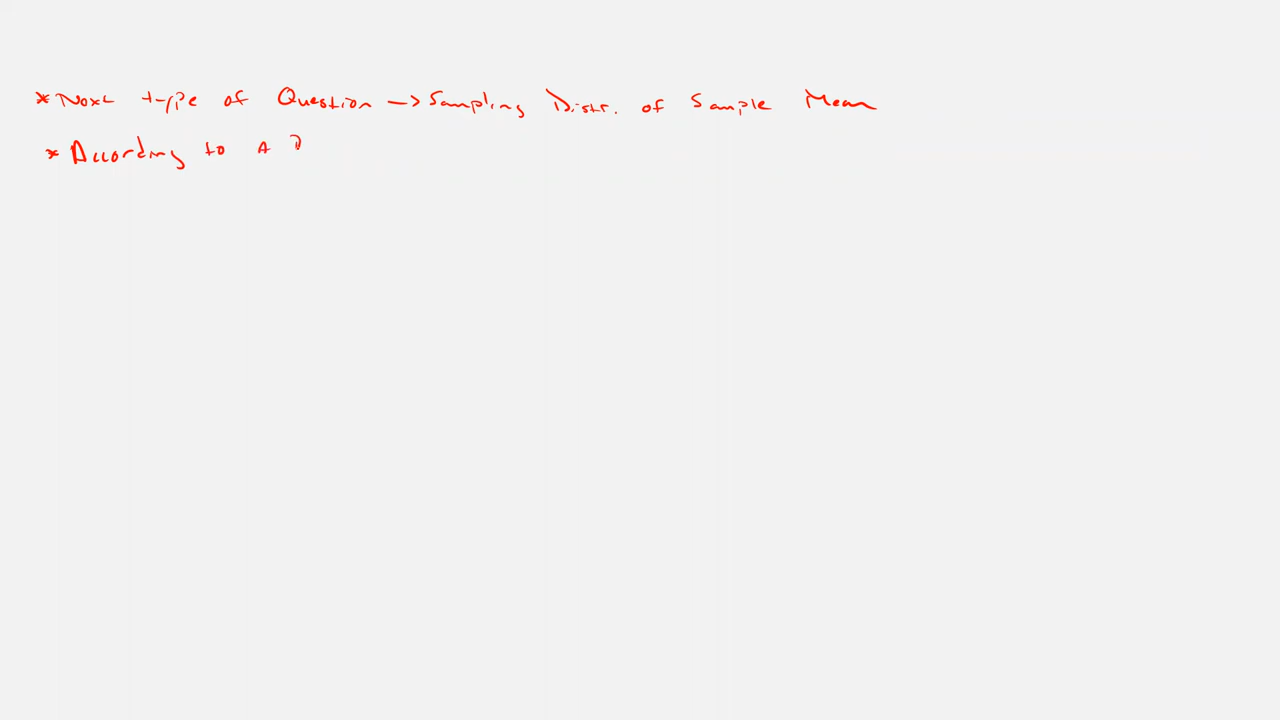 * Next type of Question -> Sampling Distr. of Sample Mean
* According to A